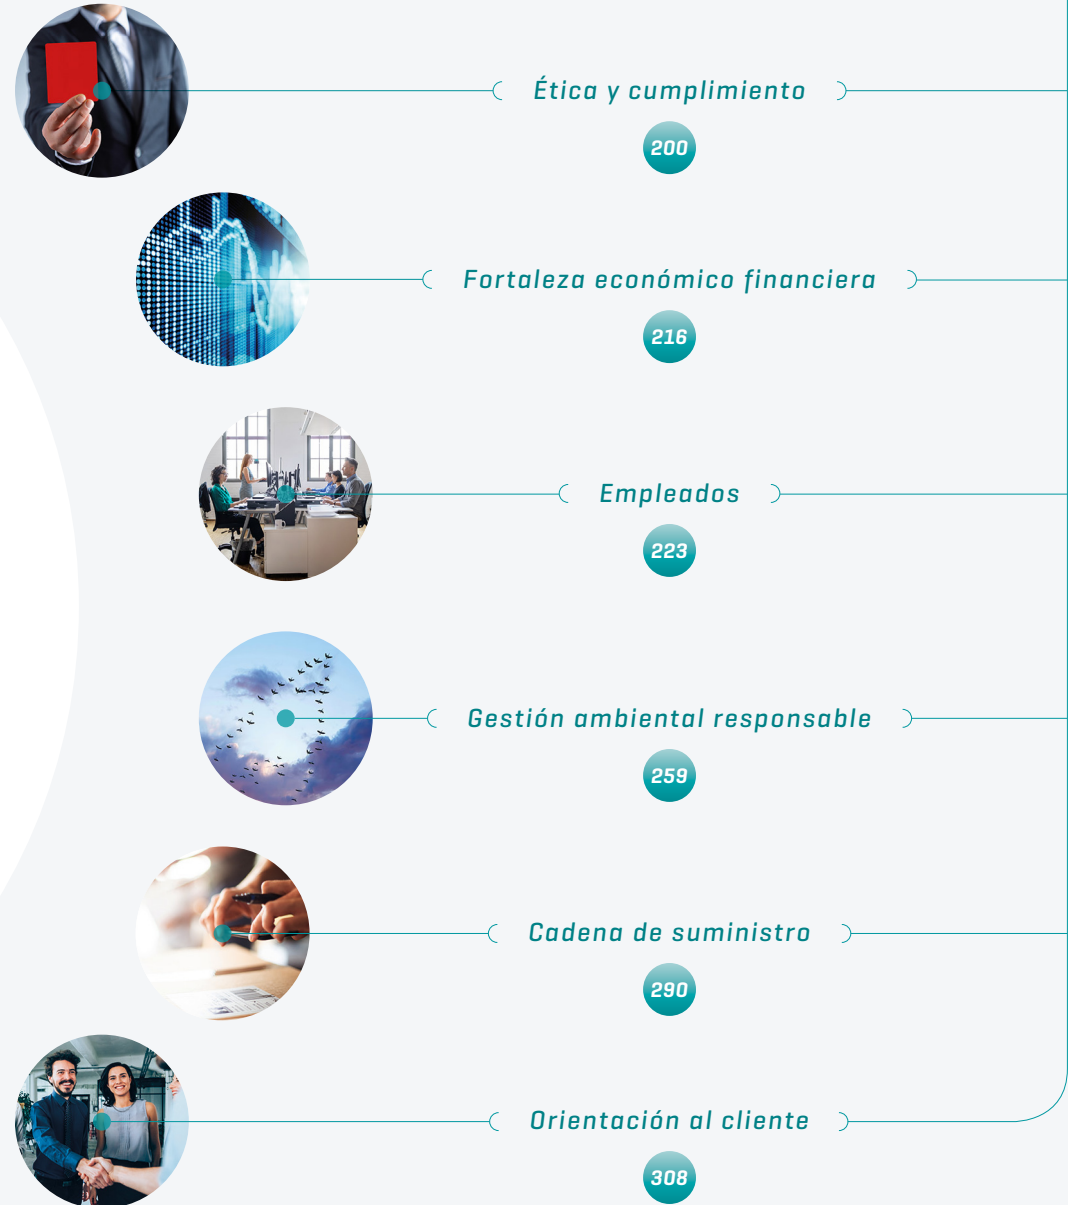 Ética y cumplimiento
200
Fortaleza económico financiera
216
Empleados
223
Gestión ambiental responsable
259
Cadena de suministro
290
Orientación al cliente
308